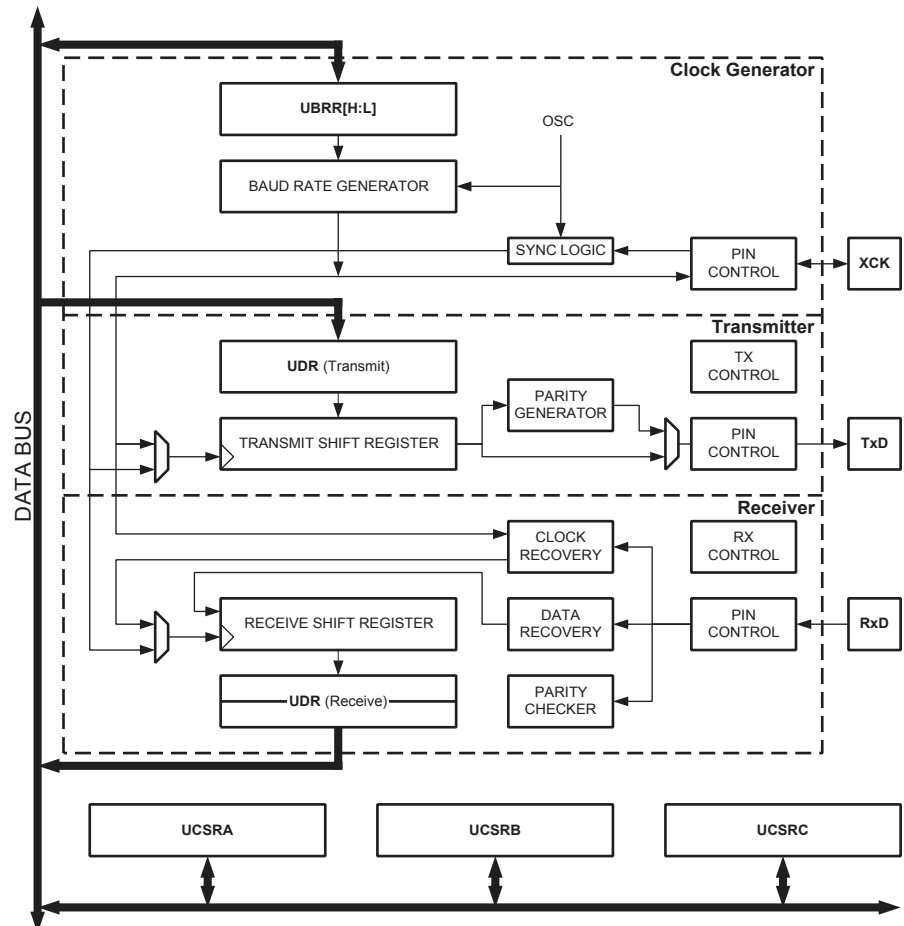 Clock Generator
UBRR[H:L]
OSC
BAUD RATE GENERATOR
SYNC LOGIC
PIN
CONTROL
XCK
Transmitter
UDR (Transmit)
TX
CONTROL
PARITY
GENERATOR
TRANSMIT SHIFT REGISTER
PIN
CONTROL
TxD
DATA BUS
Receiver
CLOCK
RECOVERY
RX
CONTROL
RECEIVE SHIFT REGISTER
DATA
RECOVERY
PIN
CONTROL
RxD
UDR (Receive)
PARITY
CHECKER
UCSRA
UCSRB
UCSRC